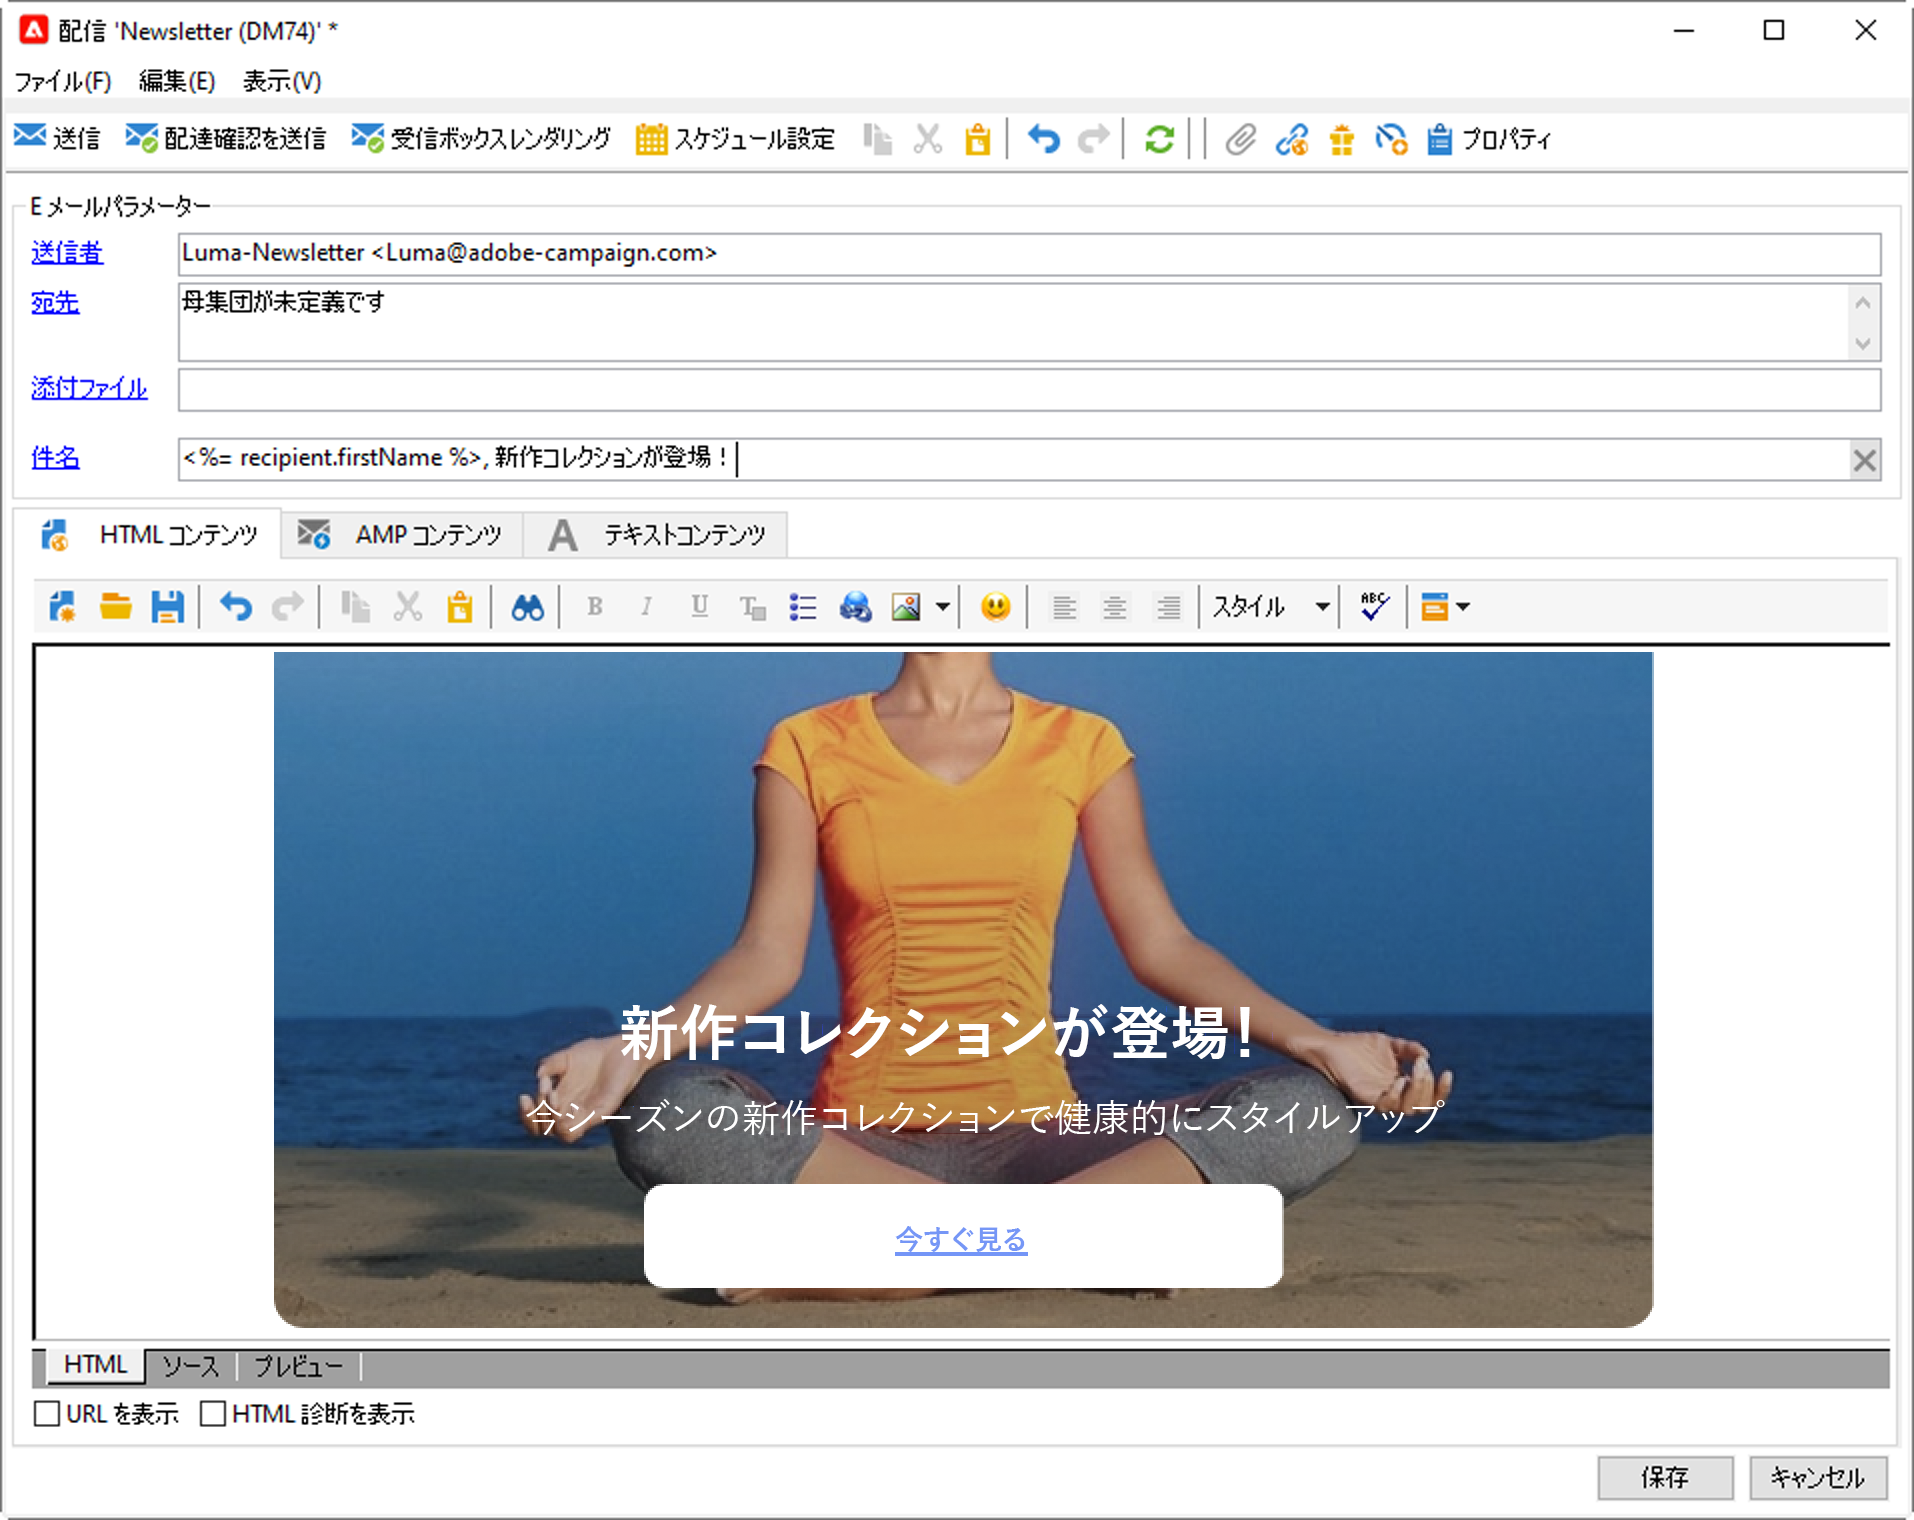 配信 'Newsletter (DM74)' *
ファイル(F) 編集(E) 表示(V)
送信 配達確認を送信 受信ボックスレンダリング スケジュール設定 プロパティ
E メールパラメーター
送信者 Luma-Newsletter <Luma@adobe-campaign.com>
宛先 母集団が未定義です
添付ファイル
件名 <%= recipient.firstName %>, 新作コレクションが登場！
HTML コンテンツ AMP コンテンツ A テキストコンテンツ
B I U T スタイル ABC
新作コレクションが登場！
今シーズンの新作コレクションで健康的にスタイルアップ
今すぐ見る
HTML ソース プレビュー
URL を表示 HTML 診断を表示
保存 キャンセル